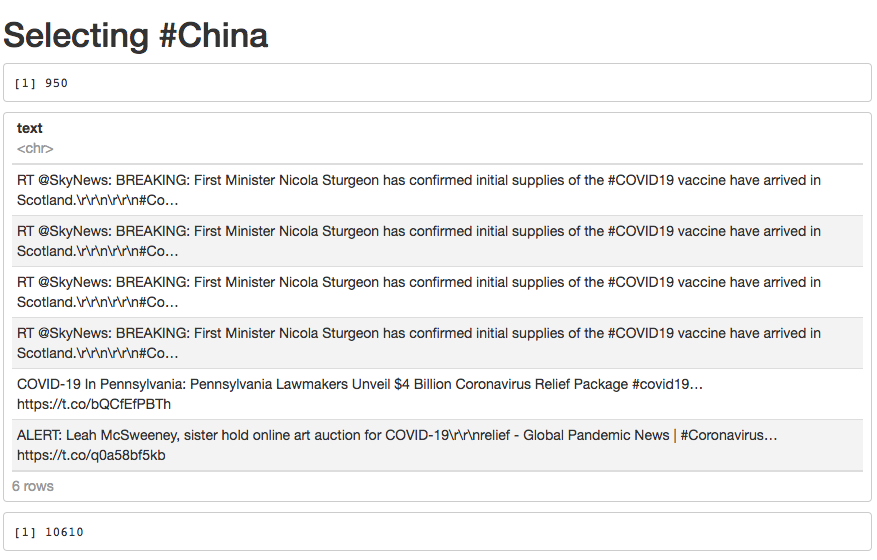 Selecting #China
[1] 950
text
<chr>
RT @SkyNews: BREAKING: First Minister Nicola Sturgeon has confirmed initial supplies of the #COVID19 vaccine have arrived in
Scotland.\r\r\n\r\r\n#Co…
RT @SkyNews: BREAKING: First Minister Nicola Sturgeon has confirmed initial supplies of the #COVID19 vaccine have arrived in
Scotland.\r\r\n\r\r\n#Co…
RT @SkyNews: BREAKING: First Minister Nicola Sturgeon has confirmed initial supplies of the #COVID19 vaccine have arrived in
Scotland.\r\r\n\r\r\n#Co…
RT @SkyNews: BREAKING: First Minister Nicola Sturgeon has confirmed initial supplies of the #COVID19 vaccine have arrived in
Scotland.\r\r\n\r\r\n#Co…
COVID-19 In Pennsylvania: Pennsylvania Lawmakers Unveil $4 Billion Coronavirus Relief Package #covid19…
https://t.co/bQCfEfPBTh
ALERT: Leah McSweeney, sister hold online art auction for COVID-19\r\r\nrelief - Global Pandemic News | #Coronavirus…
https://t.co/q0a58bf5kb
6 rows
[1] 10610